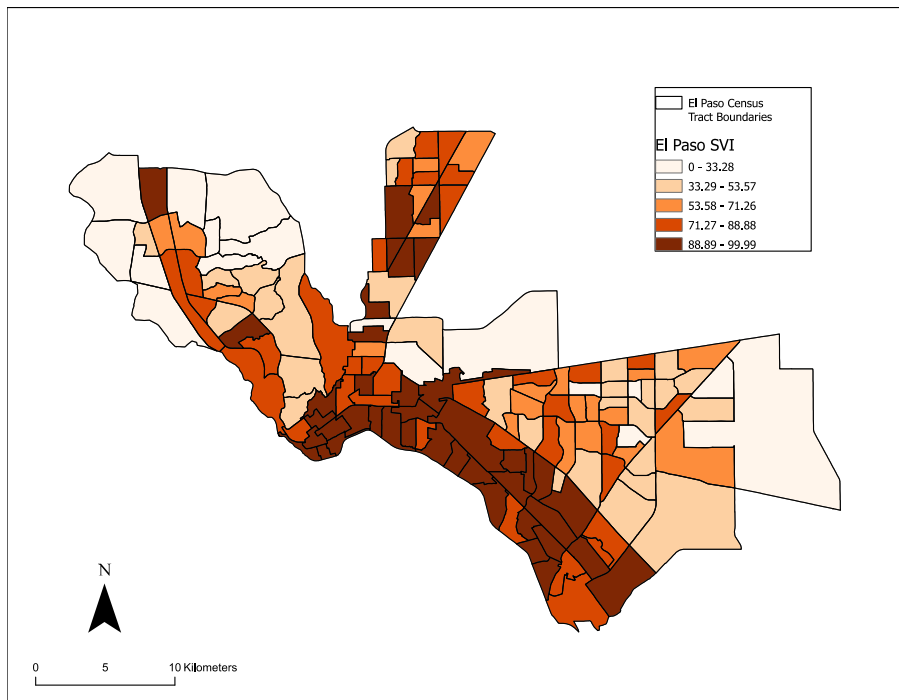 El Paso Census
Tract Boundaries
El Paso SVI
0 - 33.28
33.29 - 53.57
53.58 - 71.26
71.27 - 88.88
88.89 - 99.99
N
0 5 10 Kilometers